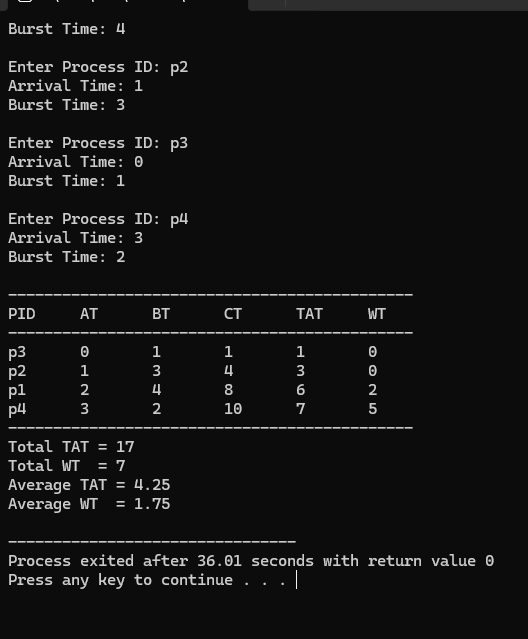 Burst Time: 4
Enter Process ID: p2
Arrival Time: 1
Burst Time: 3
Enter Process ID: p3
Arrival Time: 0
Burst Time: 1
Enter Process ID: p4
Arrival Time: 3
Burst Time: 2
---------------------------------------------
PID AT BT CT TAT WT
---------------------------------------------
p3 0 1 1 1 0
p2 1 3 4 3 0
p1 2 4 8 6 2
p4 3 2 10 7 5
---------------------------------------------
Total TAT = 17
Total WT  = 7
Average TAT = 4.25
Average WT  = 1.75
--------------------------------
Process exited after 36.01 seconds with return value 0
Press any key to continue . . .